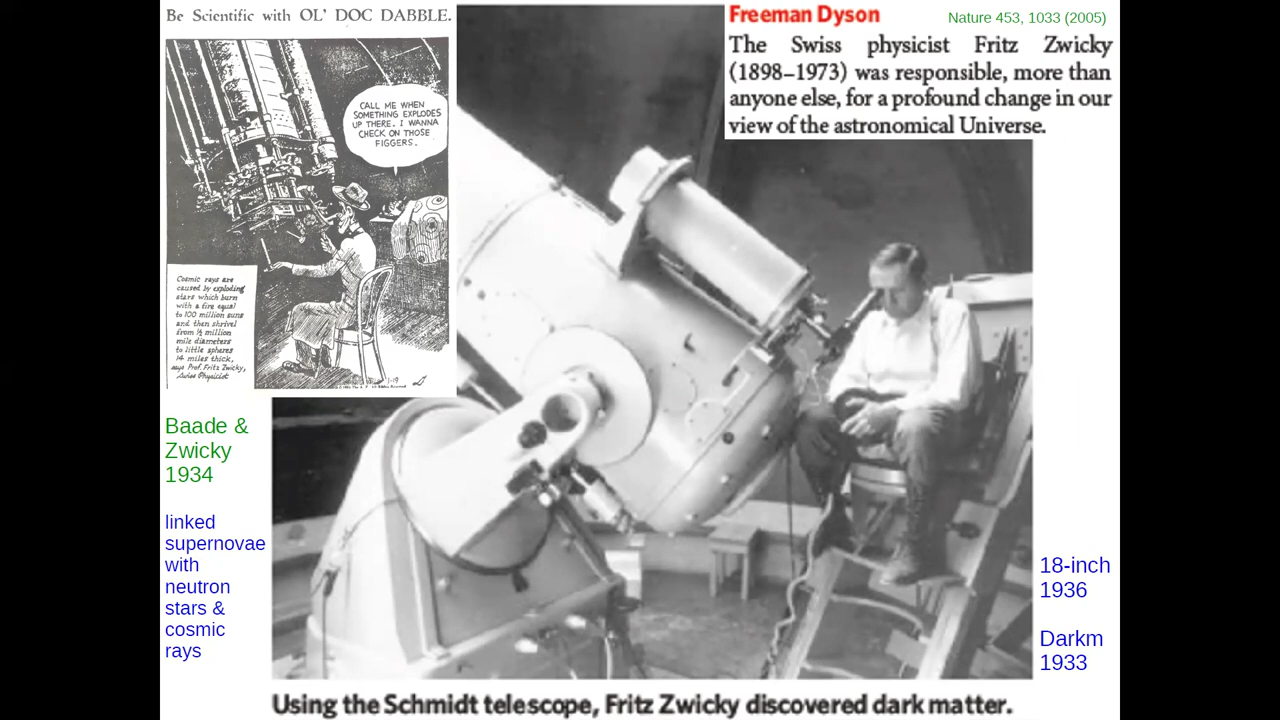 Be Scientific with OL' DOC DABBLE.
CALL ME WHEN
SOMETHING EXPLODES
UP THERE. I WANNA
CHECK ON THOSE
FIGGERS.
Cosmic rays are
caused by exploding
stars which burn
with a fire equal
to 100 million suns
and then shrivel
from ½ million
mile diameters
to little spheres
14 miles thick,
says Prof. Fritz Zwicky,
Swiss Physicist
Freeman Dyson
Nature 453, 1033 (2005)
The Swiss physicist Fritz Zwicky
(1898–1973) was responsible, more than
anyone else, for a profound change in our
view of the astronomical Universe.
Baade &
Zwicky
1934
linked
supernovae
with
neutron
stars &
cosmic
rays
18-inch
1936
Darkm
1933
Using the Schmidt telescope, Fritz Zwicky discovered dark matter.